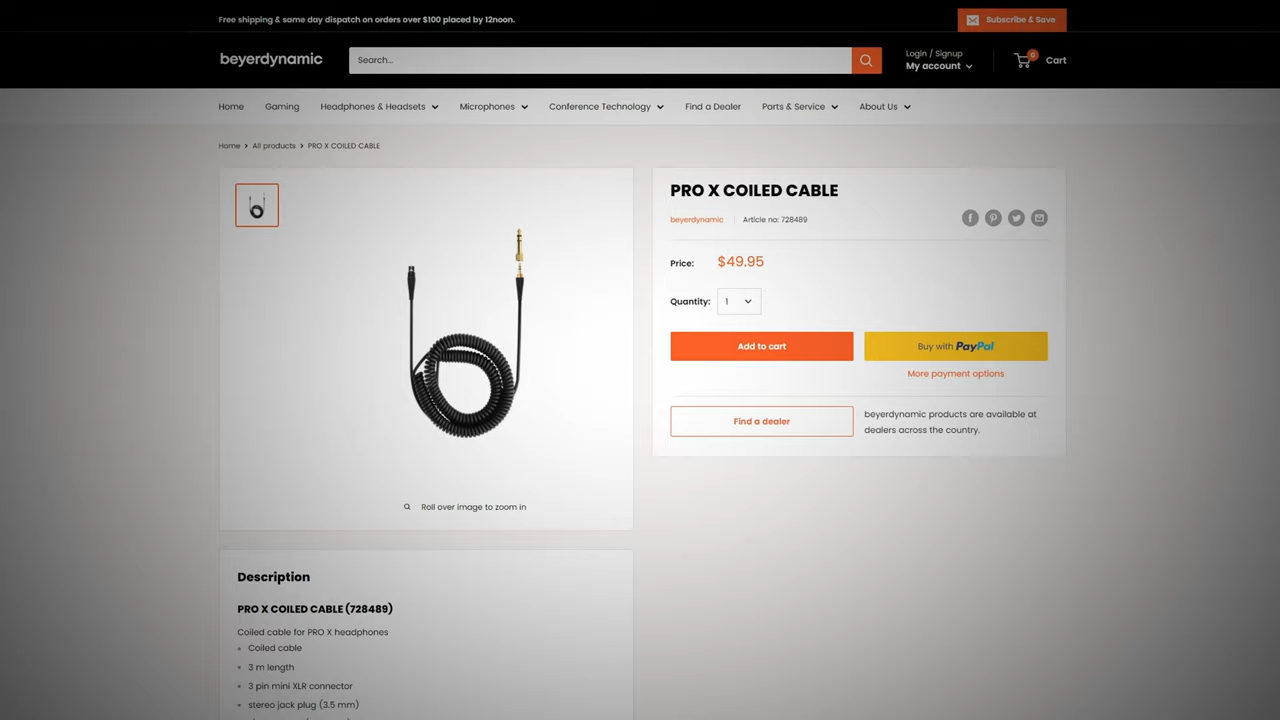 Free shipping & same day dispatch on orders over $100 placed by 12noon.
Subscribe & Save
beyerdynamic
Search...
Login / Signup
My account
0
Cart
Home
Gaming
Headphones & Headsets
Microphones
Conference Technology
Find a Dealer
Parts & Service
About Us
Home > All products > PRO X COILED CABLE
PRO X COILED CABLE
beyerdynamic
Article no: 728489
Price: $49.95
Quantity: 1
Add to cart
Buy with PayPal
More payment options
Find a dealer
beyerdynamic products are available at
dealers across the country.
Roll over image to zoom in
Description
PRO X COILED CABLE (728489)
Coiled cable for PRO X headphones
Coiled cable
3 m length
3 pin mini XLR connector
stereo jack plug (3.5 mm)